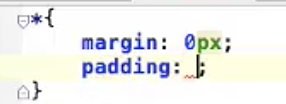 *{
margin: 0px;
padding: ;
}